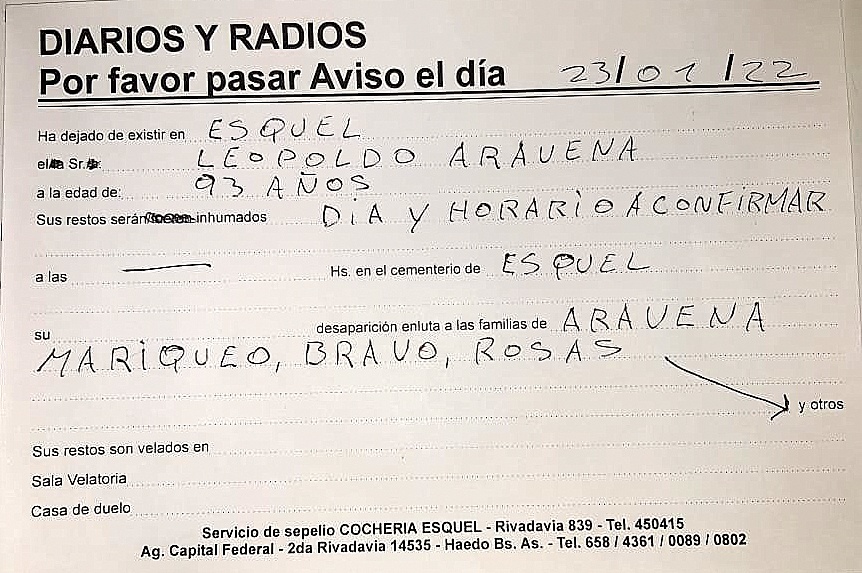 DIARIOS Y RADIOS
Por favor pasar Aviso el día 23/01/22
Ha dejado de existir en ESQUEL
el Sr. LEOPOLDO ARAVENA
a la edad de: 93 AÑOS
Sus restos serán inhumados DIA Y HORARIO A CONFIRMAR
a las — Hs. en el cementerio de ESQUEL
su desaparición enluta a las familias de ARAVENA
MARIQUEO, BRAVO, ROSAS
y otros
Sus restos son velados en
Sala Velatoria
Casa de duelo
Servicio de sepelio COCHERIA ESQUEL - Rivadavia 839 - Tel. 450415
Ag. Capital Federal - 2da Rivadavia 14535 - Haedo Bs. As. - Tel. 658 / 4361 / 0089 / 0802